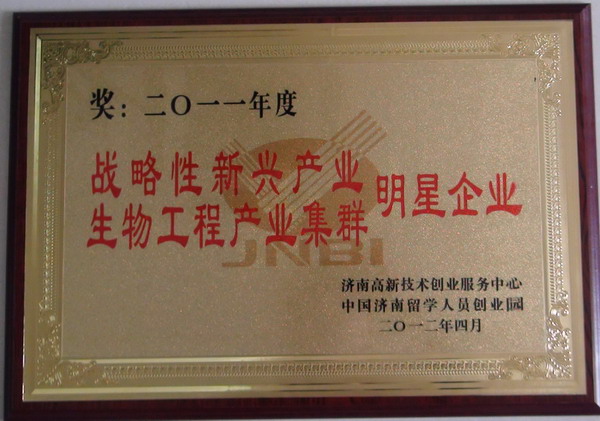 奖：二〇一一年度
战略性新兴产业
生物工程产业集群
明星企业
JNBI
济南高新技术创业服务中心
中国济南留学人员创业园
二〇一二年四月